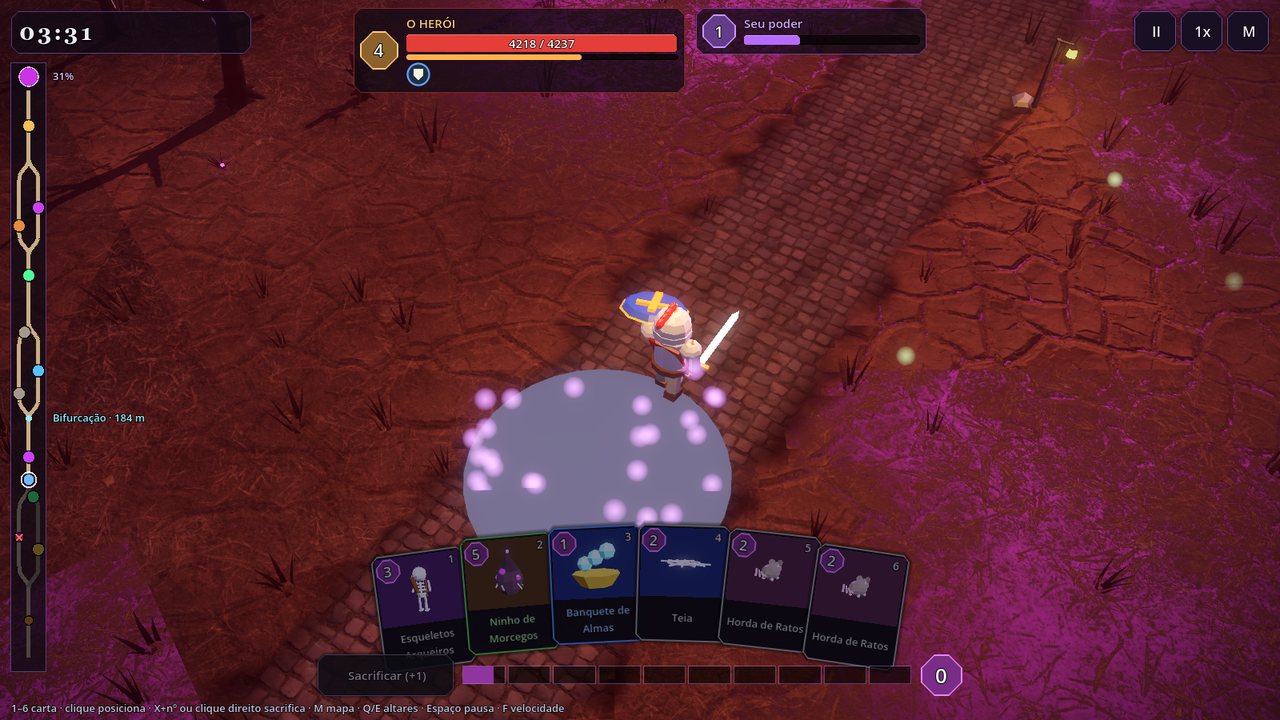 03:31
O HERÓI
4
4218 / 4237
1
Seu poder
II
1x
M
31%
Bifurcação · 184 m
3
1
Esqueletos
Arqueiros
5
2
Ninho de
Morcegos
1
3
Banquete de
Almas
2
4
Teia
2
5
Horda de Ratos
2
6
Horda de Ratos
Sacrificar (+1)
0
1–6 carta · clique posiciona · X+nº ou clique direito sacrifica · M mapa · Q/E altares · Espaço pausa · F velocidade